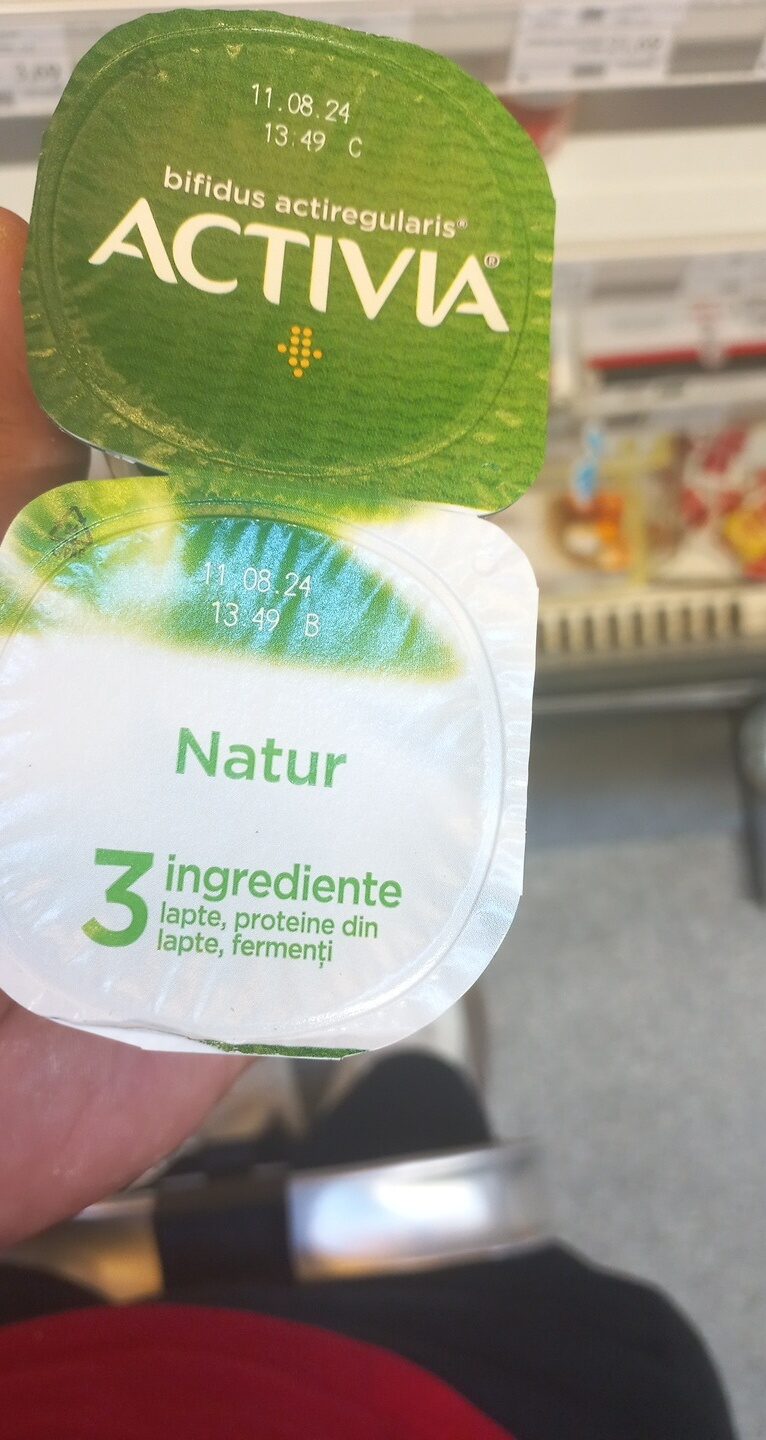 11.08.24
13:49 C
bifidus actiregularis®
ACTIVIA®
11 08.24
13 49 B
Natur
3 ingrediente
lapte, proteine din
lapte, fermenți